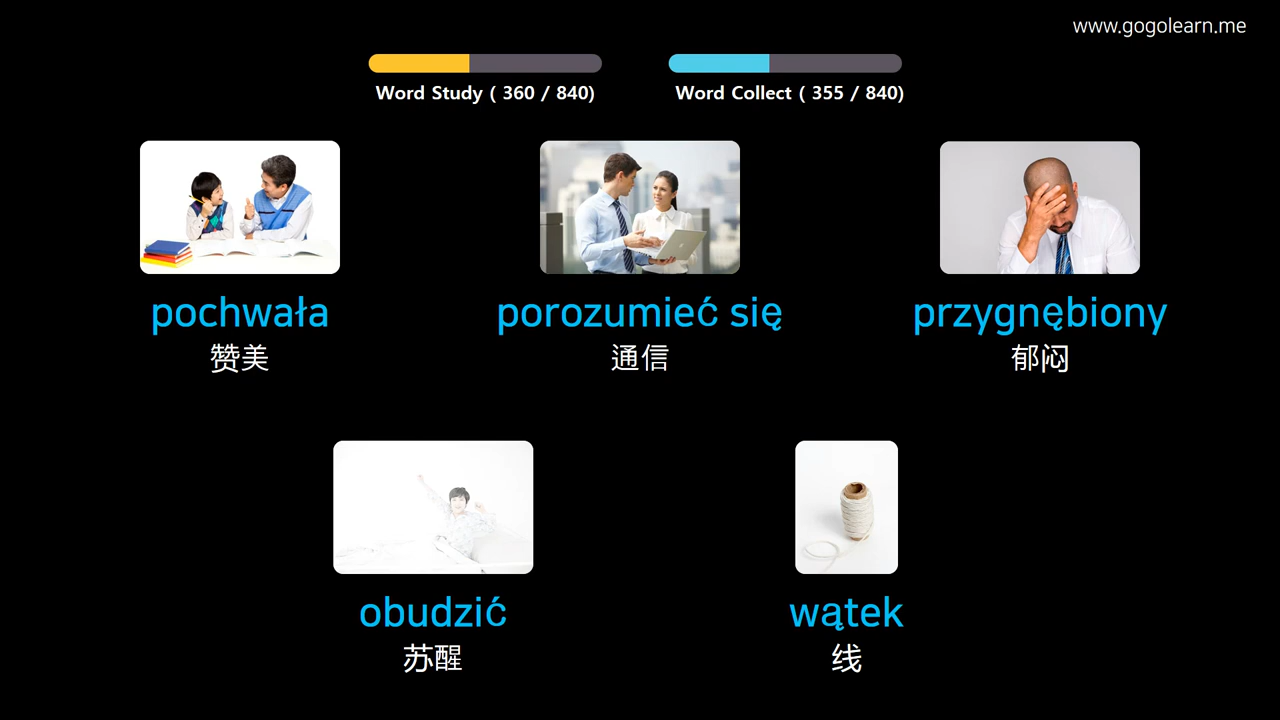 www.gogolearn.me
Word Study ( 360 / 840)
Word Collect ( 355 / 840)
pochwała
赞美
porozumieć się
通信
przygnębiony
郁闷
obudzić
苏醒
wątek
线